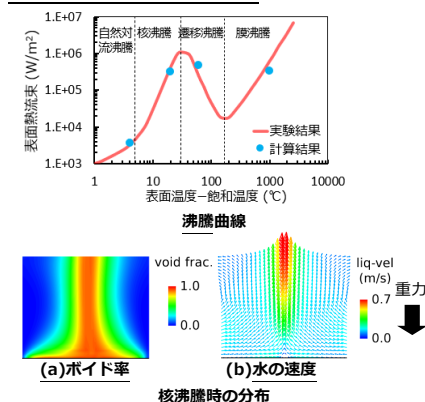 1.E+07
自然対流沸騰
核沸騰
遷移沸騰
膜沸騰
1.E+06
1.E+05
1.E+04
1.E+03
表面熱流束 (W/m²)
実験結果
計算結果
1 10 100 1000 10000
表面温度−飽和温度 (℃)
沸騰曲線
void frac.
1.0
0.0
liq-vel
(m/s)
0.7
0.0
重力
(a)ボイド率
(b)水の速度
核沸騰時の分布